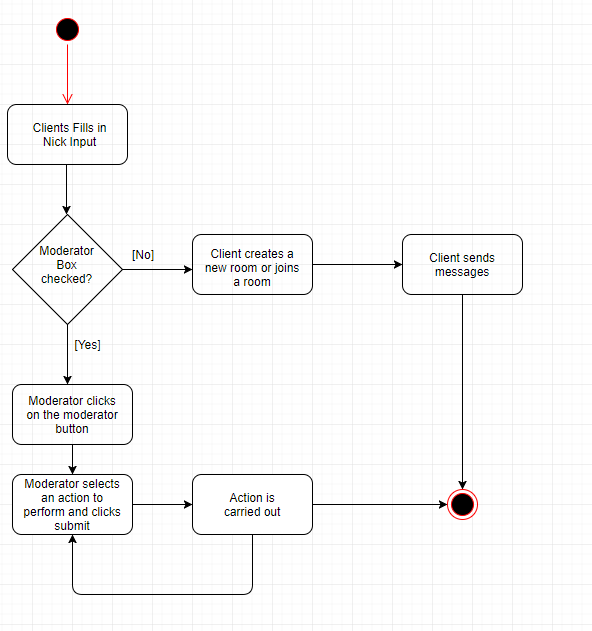 Clients Fills in
Nick Input
Moderator
Box
checked?
[No]
Client creates a
new room or joins
a room
Client sends
messages
[Yes]
Moderator clicks
on the moderator
button
Moderator selects
an action to
perform and clicks
submit
Action is
carried out